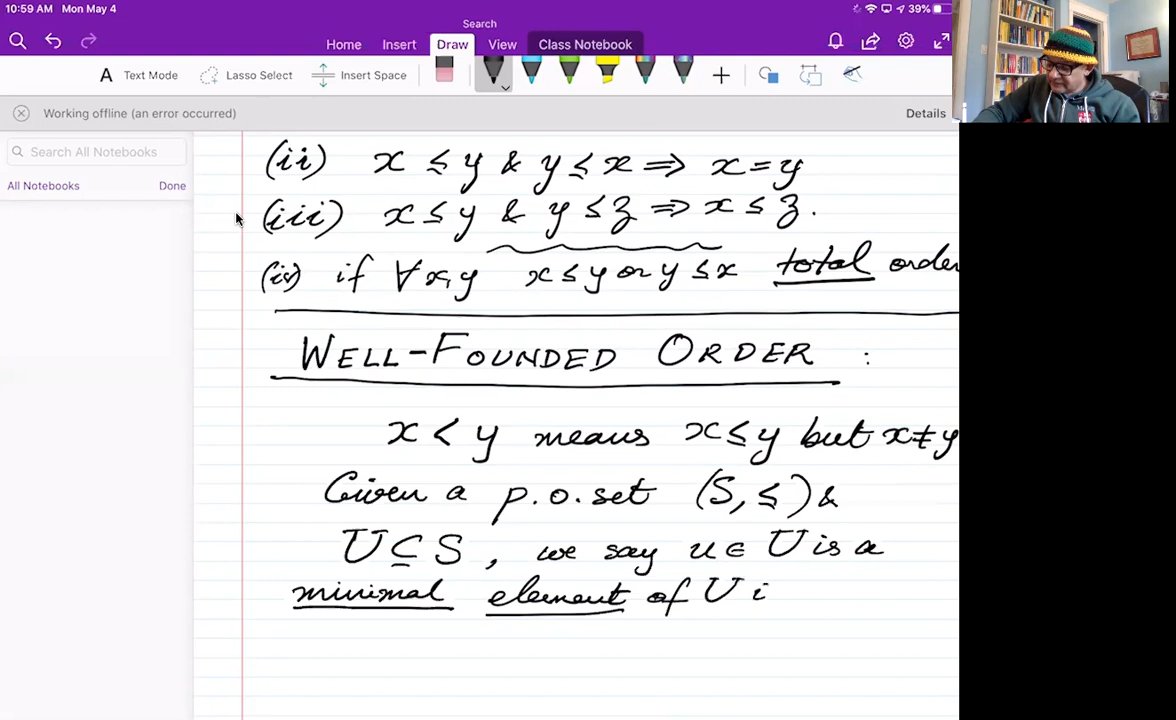 10:59 AM Mon May 4
39%
Search
Home Insert Draw View Class Notebook
Text Mode Lasso Select Insert Space
Working offline (an error occurred) Details
Search All Notebooks
All Notebooks Done
(ii) x ≤ y & y ≤ x ⇒ x = y
(iii) x ≤ y & y ≤ z ⇒ x ≤ z.
(iv) if ∀x,y x ≤ y or y ≤ x total orde
WELL-FOUNDED ORDER :
x < y means x ≤ y but x ≠ y
Given a p.o. set (S, ≤) &
U ⊆ S, we say u ∈ U is a
minimal element of U i